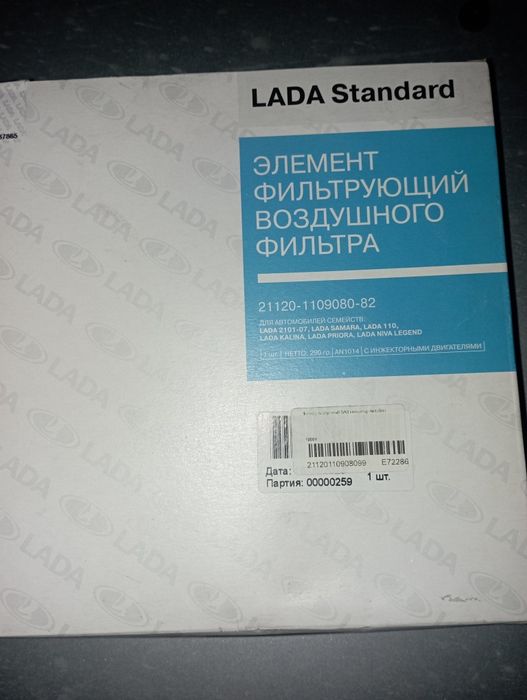 LADA Standard
37865
ЭЛЕМЕНТ
ФИЛЬТРУЮЩИЙ
ВОЗДУШНОГО
ФИЛЬТРА
21120-1109080-82
ДЛЯ АВТОМОБИЛЕЙ СЕМЕЙСТВ:
LADA 2101-07, LADA SAMARA, LADA 110,
LADA KALINA, LADA PRIORA, LADA NIVA LEGEND
1 шт. | НЕТТО: 290 гр. | AN1014 | С ИНЖЕКТОРНЫМИ ДВИГАТЕЛЯМИ
21120110908099 E72286
Дата:
Партия: 00000259 1 шт.
LADA